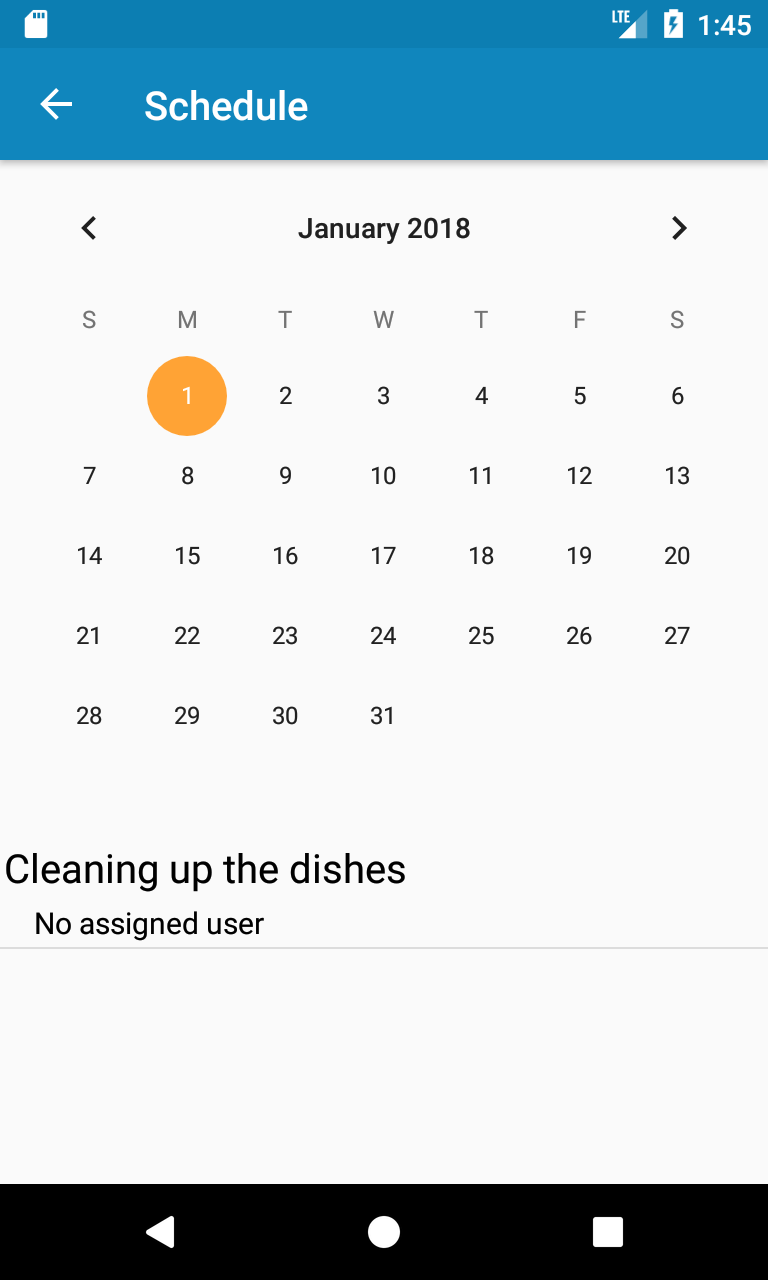 LTE 1:45
Schedule
January 2018
S M T W T F S
1 2 3 4 5 6
7 8 9 10 11 12 13
14 15 16 17 18 19 20
21 22 23 24 25 26 27
28 29 30 31
Cleaning up the dishes
No assigned user